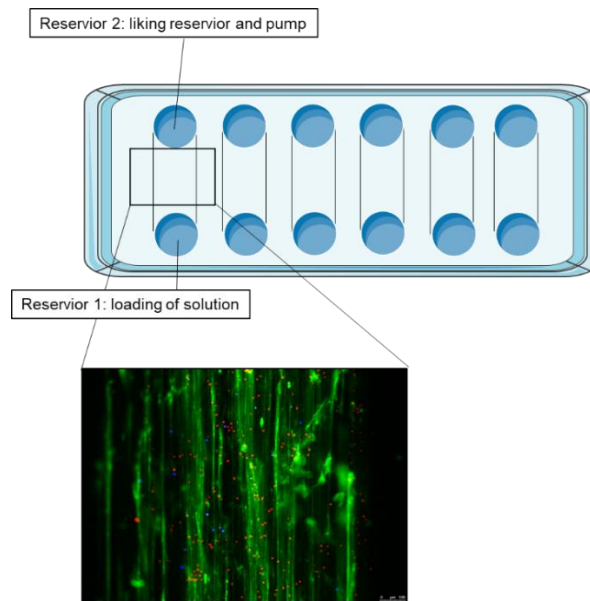 Reservior 2: liking reservior and pump
Reservior 1: loading of solution